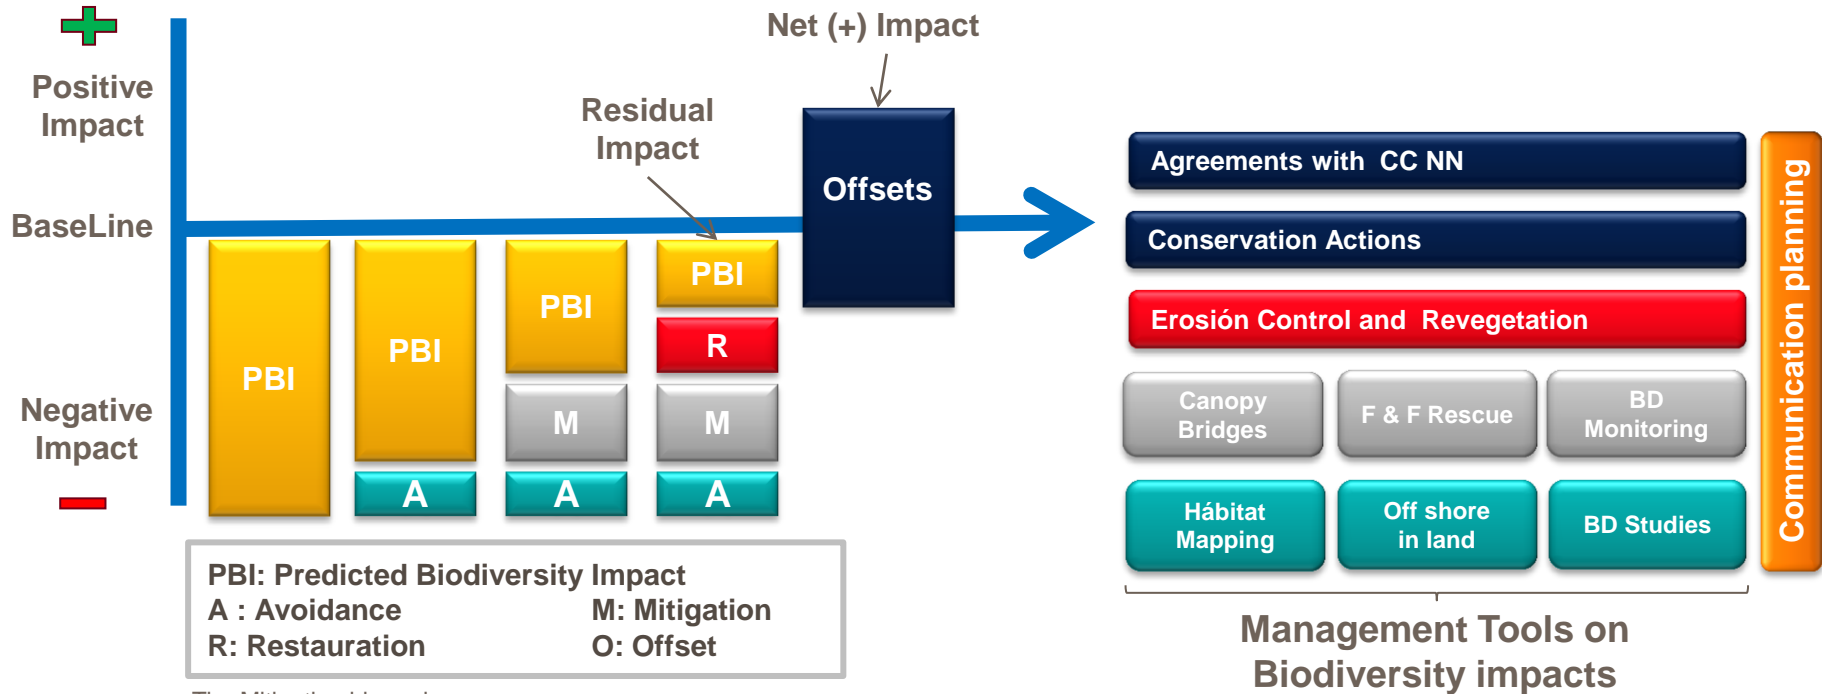 Net (+) Impact
Positive
Impact
Residual
Impact
BaseLine
Offsets
Negative
Impact
PBI
PBI
PBI
PBI
R
M
M
A
A
A
PBI: Predicted Biodiversity Impact
A : Avoidance M: Mitigation
R: Restauration O: Offset
Agreements with CC NN
Conservation Actions
Erosión Control and Revegetation
Canopy
Bridges
F & F Rescue
BD
Monitoring
Hábitat
Mapping
Off shore
in land
BD Studies
Communication planning
Management Tools on
Biodiversity impacts